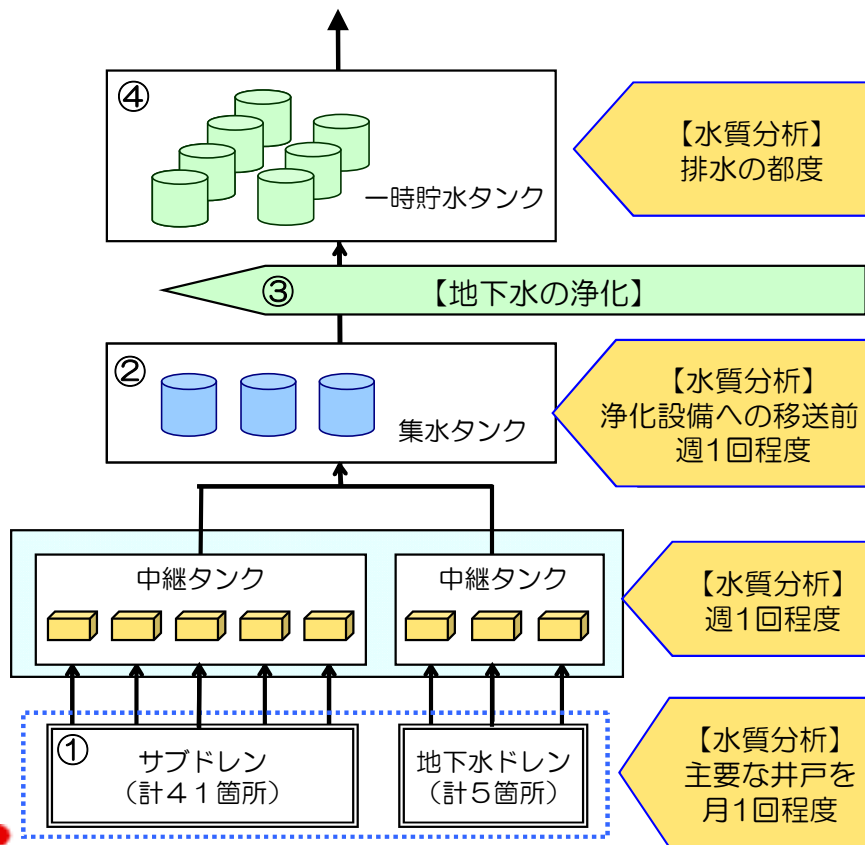 ④
一時貯水タンク
【水質分析】
排水の都度
③
【地下水の浄化】
②
集水タンク
【水質分析】
浄化設備への移送前
週1回程度
中継タンク
中継タンク
【水質分析】
週1回程度
①
サブドレン
(計41箇所)
地下水ドレン
(計5箇所)
【水質分析】
主要な井戸を
月1回程度